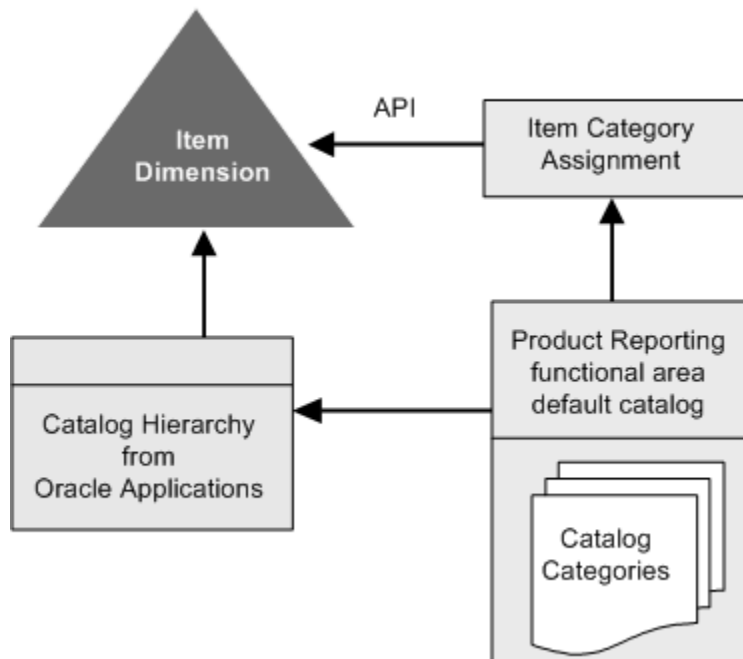 API
Item
Dimension
Item Category
Assignment
Product Reporting
functional area
default catalog
Catalog Hierarchy
from
Oracle Applications
Catalog
Categories